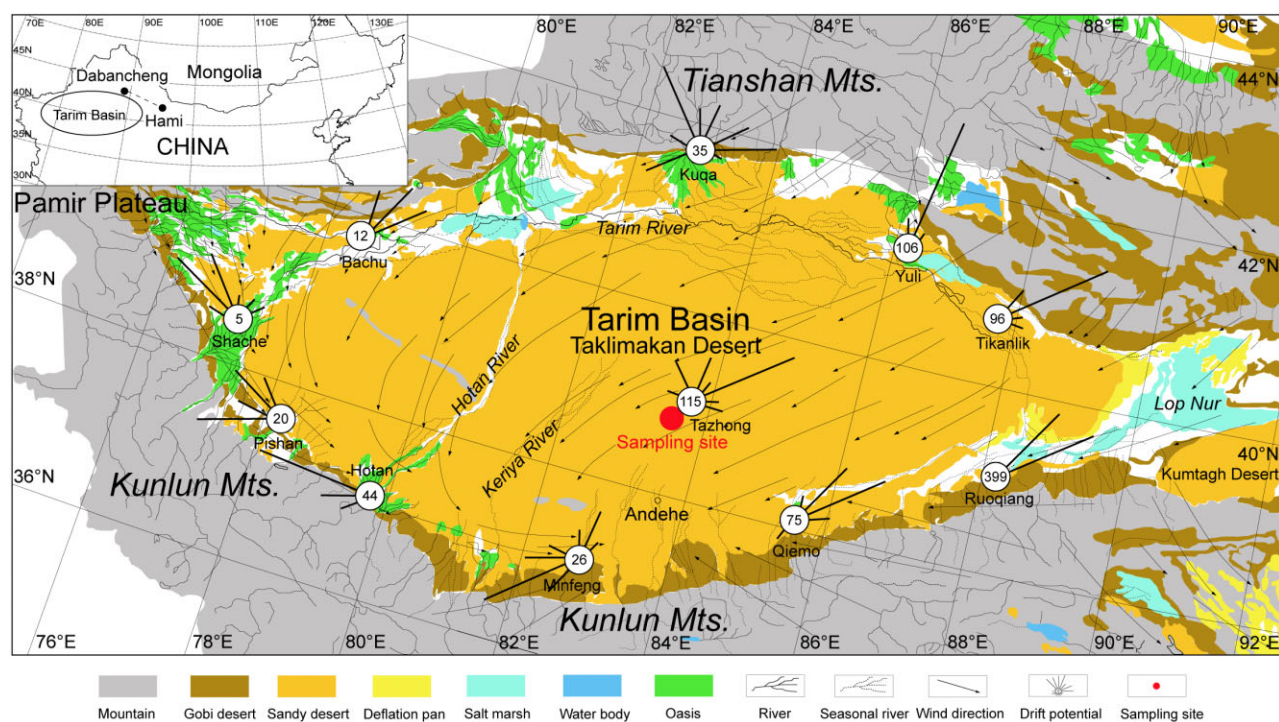 70E 80E 90E 100E 110E 120E 130E
45N
40N
35N
30N
Dabancheng
Mongolia
Tarim Basin
Hami
CHINA
80°E
82°E
84°E
86°E
88°E
90°E
44°N
Tianshan Mts.
35
Kuqa
Pamir Plateau
12
Bachu
Tarim River
106
Yuli
42°N
38°N
5
Shache
96
Tikanlik
Tarim Basin
Taklimakan Desert
Hotan River
115
Tazhong
Sampling site
Lop Nur
20
Pishan
Keriya River
40°N
36°N
Kunlun Mts.
Hotan
44
399
Ruoqiang
Kumtagh Desert
Andehe
75
Qiemo
26
Minfeng
Kunlun Mts.
76°E
78°E
80°E
82°E
84°E
86°E
88°E
90°E
92°E
Mountain
Gobi desert
Sandy desert
Deflation pan
Salt marsh
Water body
Oasis
River
Seasonal river
Wind direction
Drift potential
Sampling site